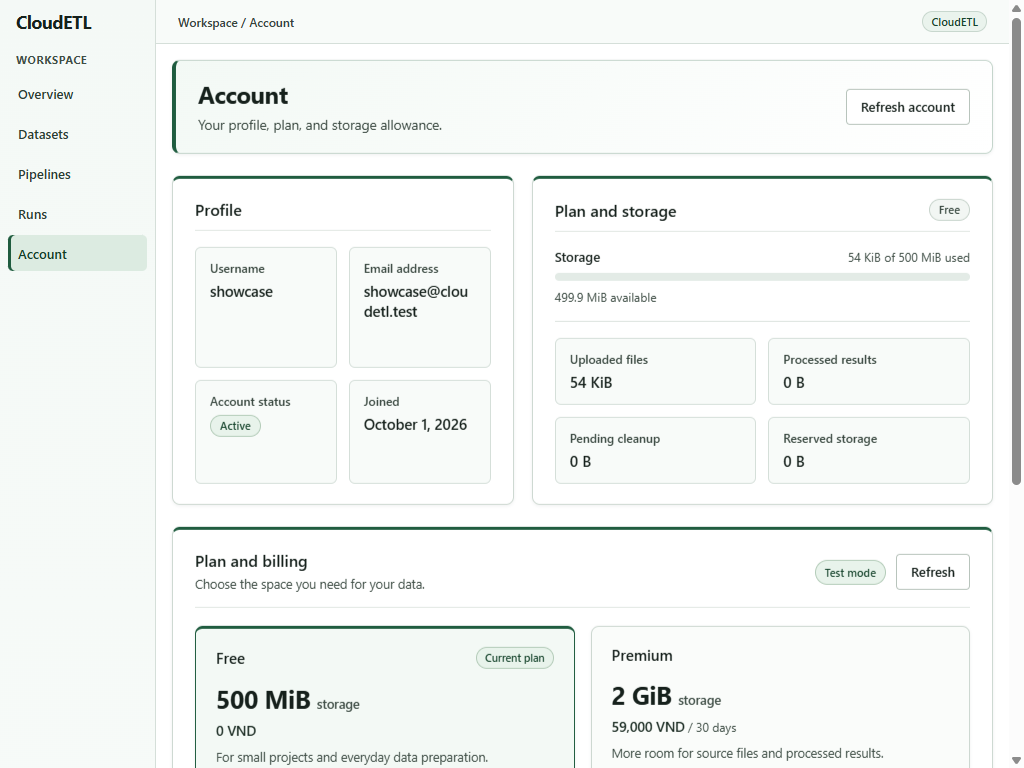 CloudETL
WORKSPACE
Overview
Datasets
Pipelines
Runs
Account
Workspace / Account
CloudETL
Account
Your profile, plan, and storage allowance.
Refresh account
Profile
Username
showcase
Email address
showcase@clou
detl.test
Account status
Active
Joined
October 1, 2026
Plan and storage
Free
Storage
54 KiB of 500 MiB used
499.9 MiB available
Uploaded files
54 KiB
Processed results
0 B
Pending cleanup
0 B
Reserved storage
0 B
Plan and billing
Choose the space you need for your data.
Test mode
Refresh
Free
Current plan
500 MiB storage
0 VND
For small projects and everyday data preparation.
Premium
2 GiB storage
59,000 VND / 30 days
More room for source files and processed results.